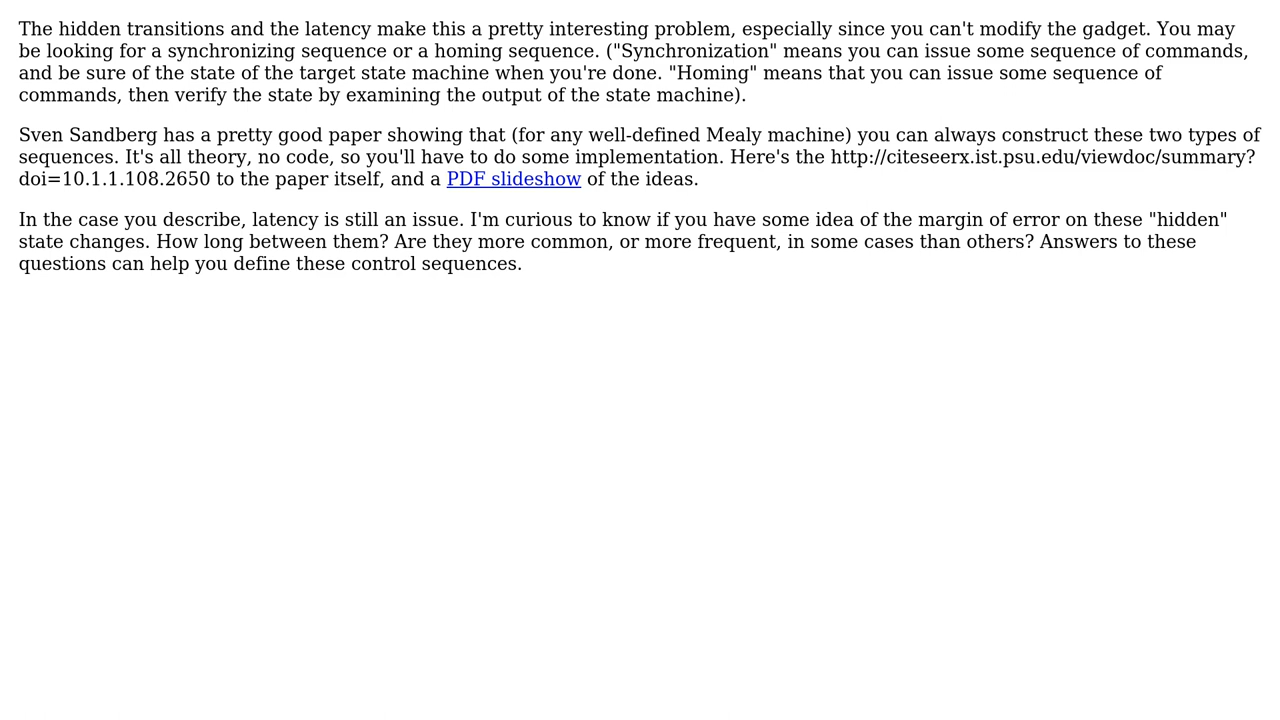 The hidden transitions and the latency make this a pretty interesting problem, especially since you can't modify the gadget. You may
be looking for a synchronizing sequence or a homing sequence. ("Synchronization" means you can issue some sequence of commands,
and be sure of the state of the target state machine when you're done. "Homing" means that you can issue some sequence of
commands, then verify the state by examining the output of the state machine).
Sven Sandberg has a pretty good paper showing that (for any well-defined Mealy machine) you can always construct these two types of
sequences. It's all theory, no code, so you'll have to do some implementation. Here's the http://citeseerx.ist.psu.edu/viewdoc/summary?
doi=10.1.1.108.2650 to the paper itself, and a PDF slideshow of the ideas.
In the case you describe, latency is still an issue. I'm curious to know if you have some idea of the margin of error on these "hidden"
state changes. How long between them? Are they more common, or more frequent, in some cases than others? Answers to these
questions can help you define these control sequences.